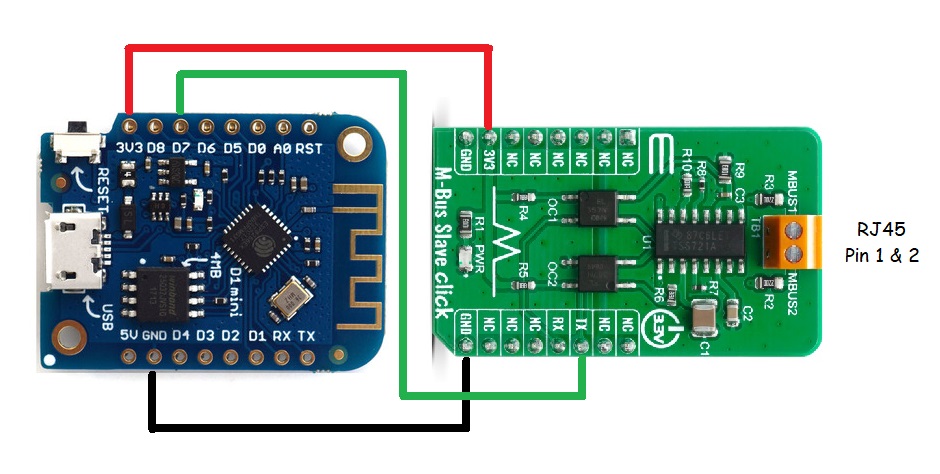 3V3 D8 D7 D6 D5 D0 A0 RST
RESET
USB
4MB
D1 mini
winbond
5V GND D4 D3 D2 D1 RX TX
GND 3V3 NC NC NC NC NC NC
M-Bus Slave click
R1 PWR
R4
R5
OC1
OC2
U1
TSS721A
R10
R8
R9
C3
R3
MBUS1
TB1
MBUS2
R2
R6
R7
C2
C1
3.3V
GND NC NC NC RX TX NC NC
RJ45
Pin 1 & 2